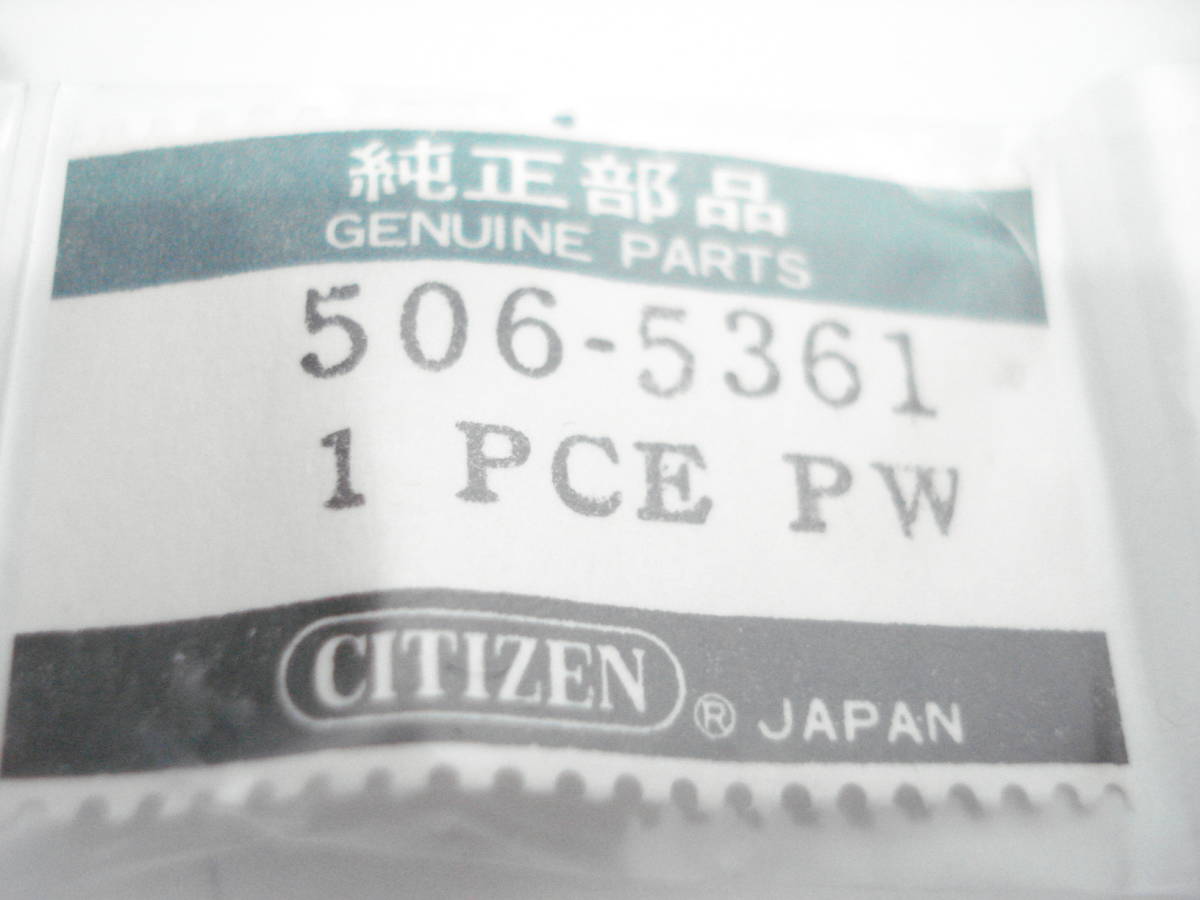 純正部品
GENUINE PARTS
506-5361
1 PCE PW
CITIZEN ® JAPAN